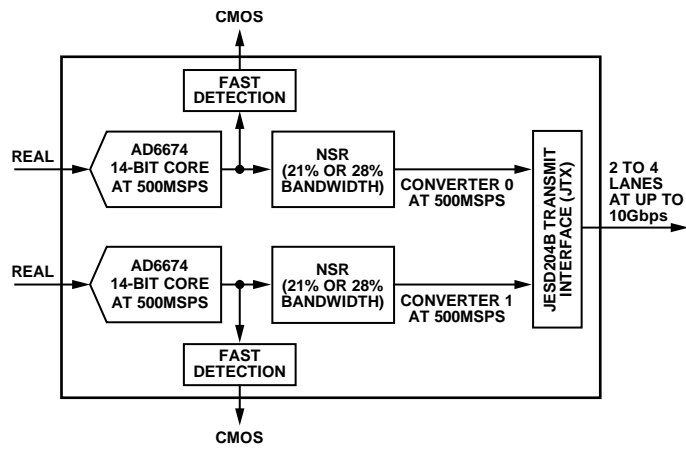 CMOS
FAST
DETECTION
REAL
AD6674
14-BIT CORE
AT 500MSPS
NSR
(21% OR 28%
BANDWIDTH)
CONVERTER 0
AT 500MSPS
JESD204B TRANSMIT
INTERFACE (JTX)
2 TO 4
LANES
AT UP TO
10Gbps
REAL
AD6674
14-BIT CORE
AT 500MSPS
NSR
(21% OR 28%
BANDWIDTH)
CONVERTER 1
AT 500MSPS
FAST
DETECTION
CMOS